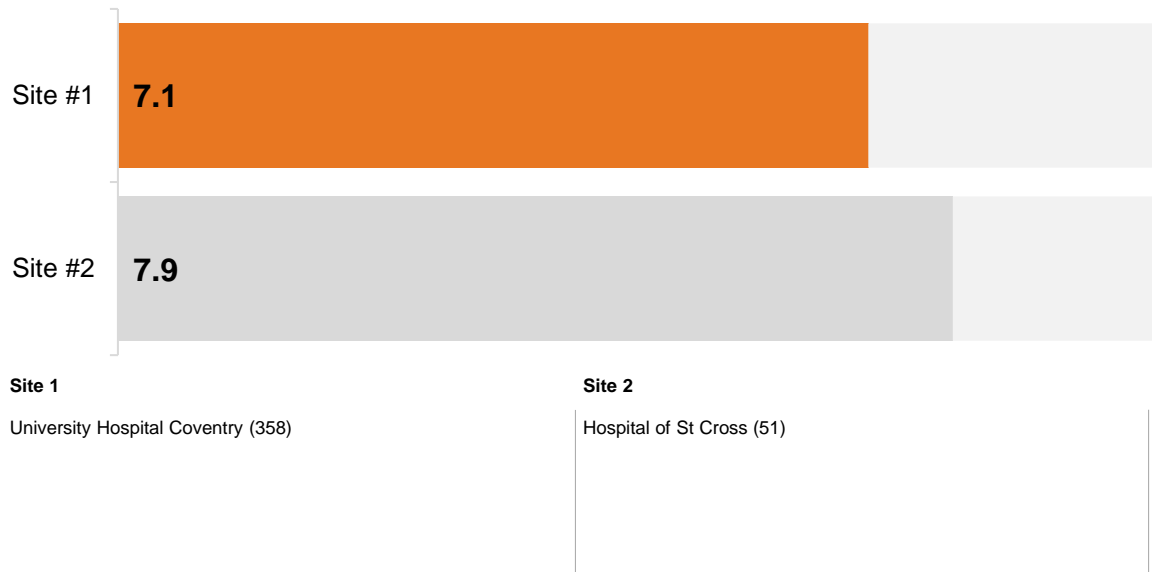 Site #1
7.1
Site #2
7.9
Site 1
University Hospital Coventry (358)
Site 2
Hospital of St Cross (51)